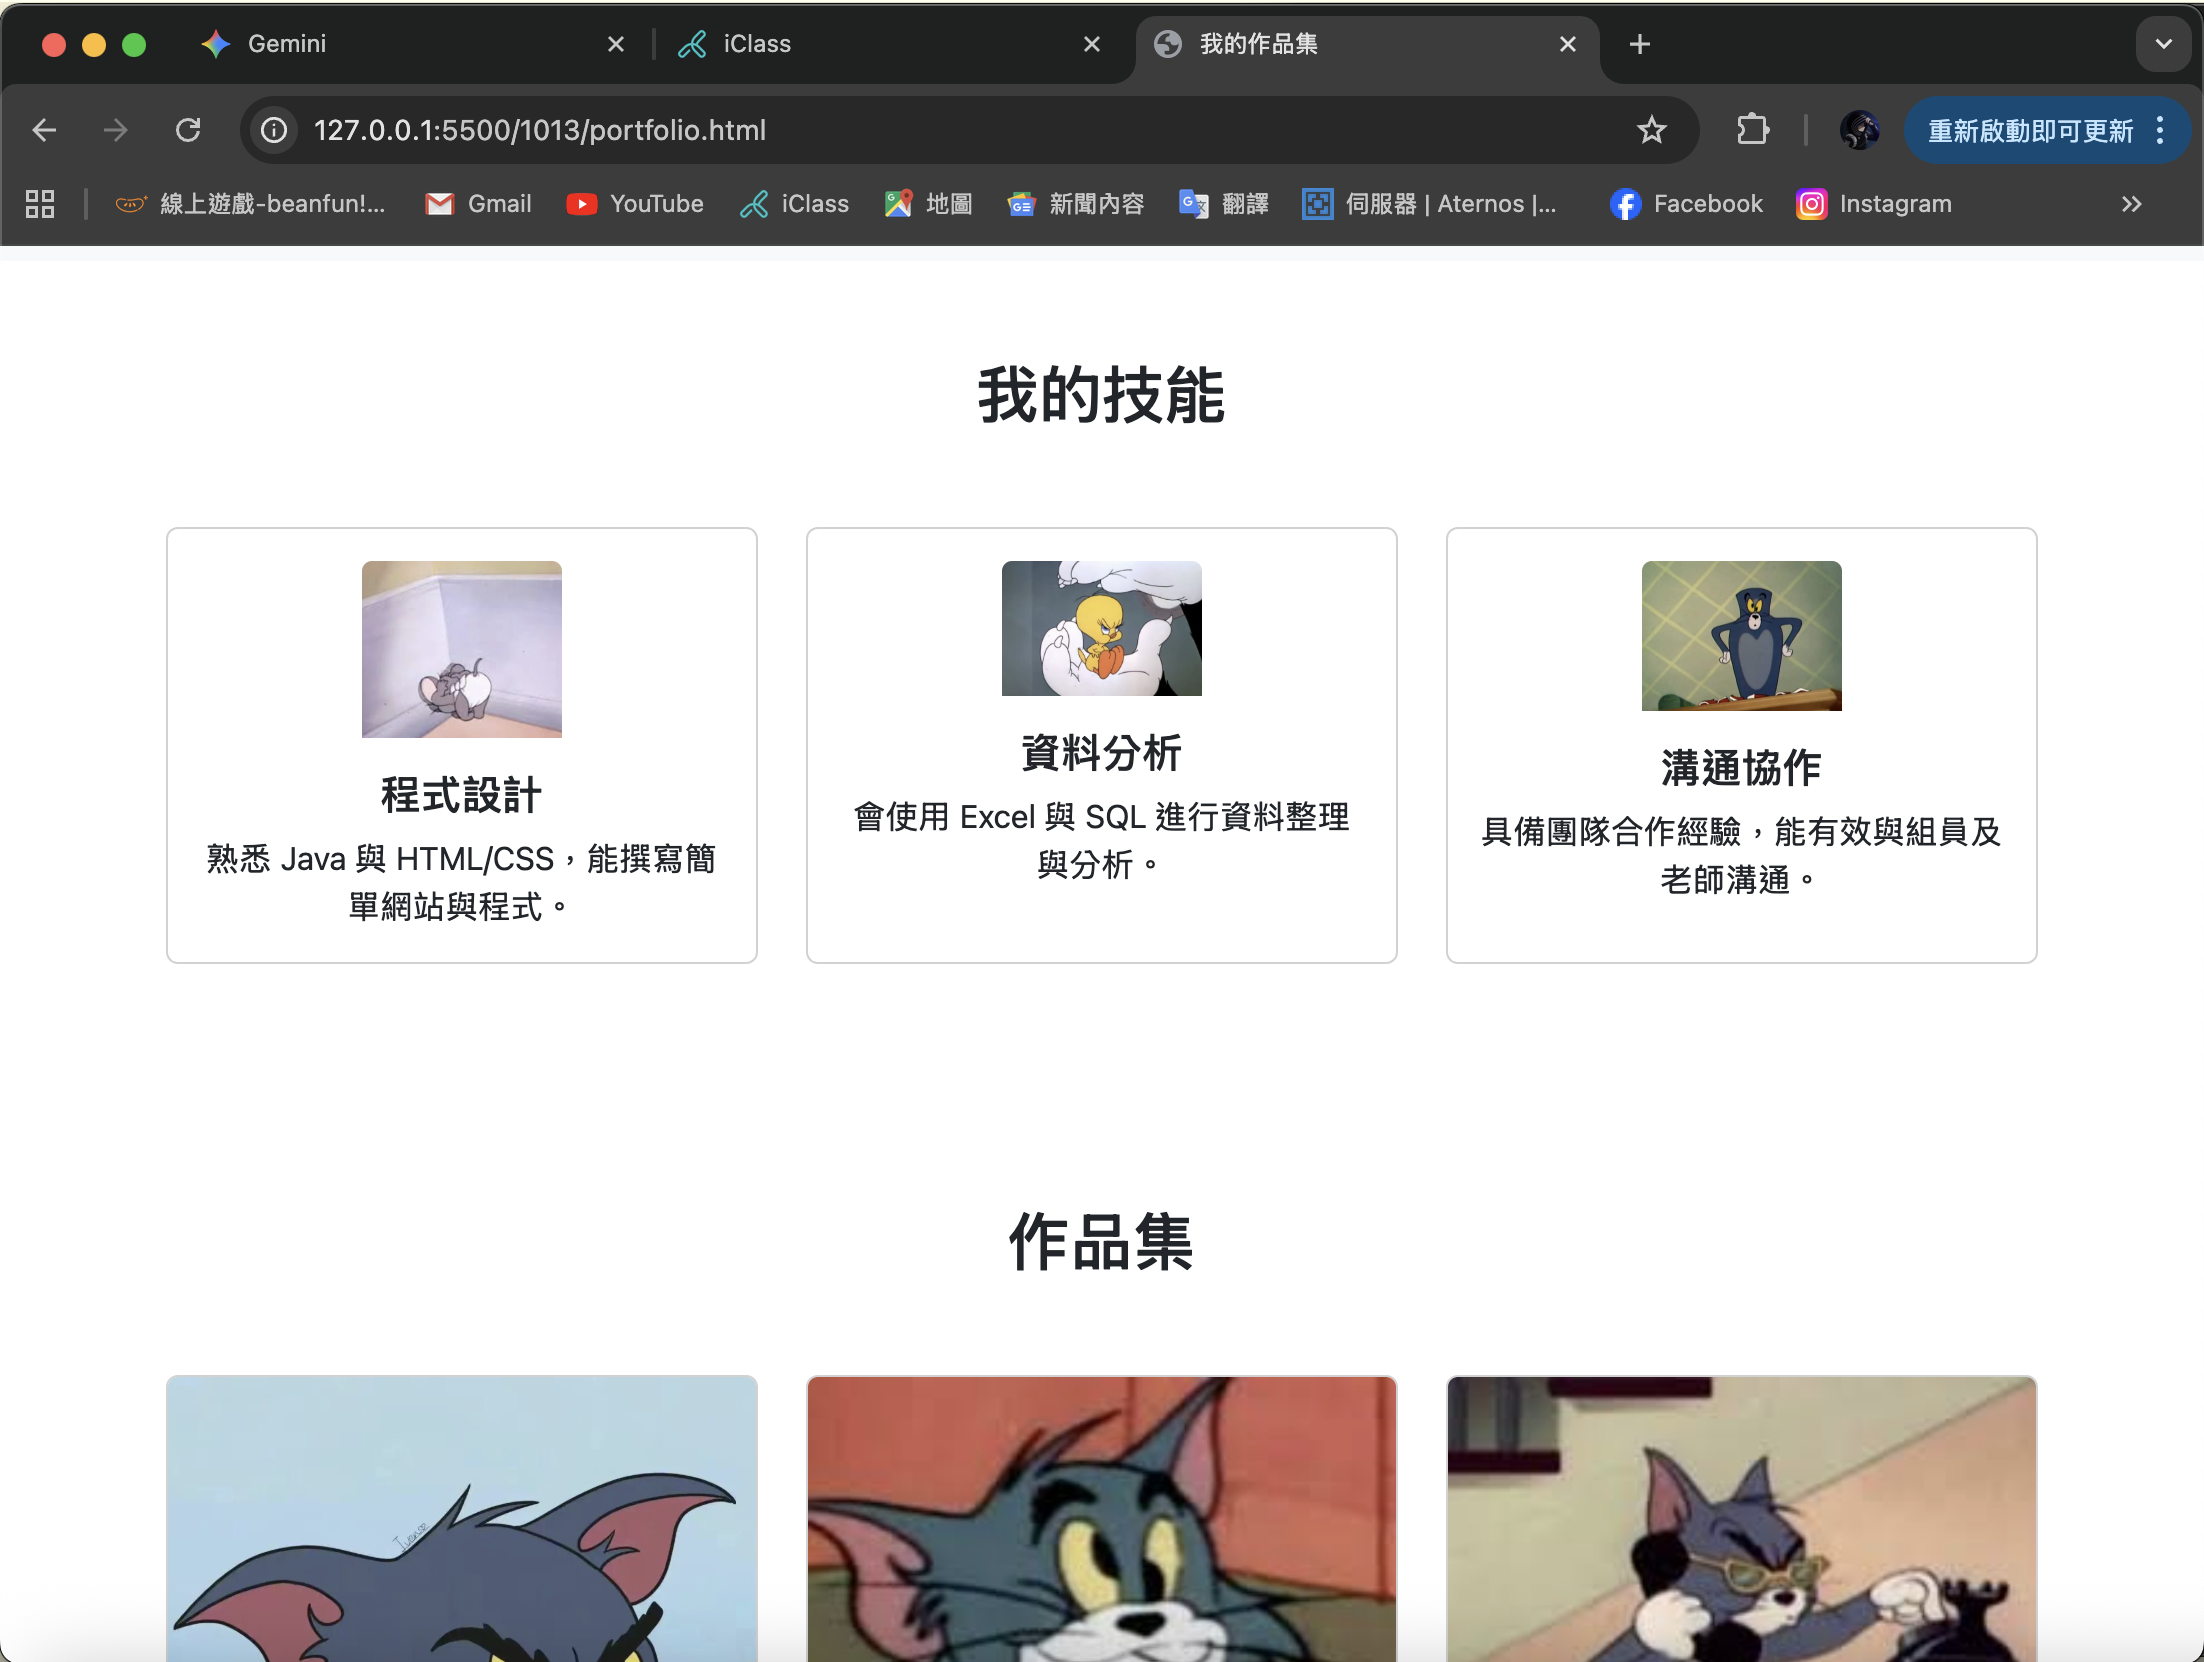 Gemini
iClass
我的作品集
127.0.0.1:5500/1013/portfolio.html
重新啟動即可更新
線上遊戲-beanfun!...
Gmail
YouTube
iClass
地圖
新聞內容
翻譯
伺服器 | Aternos |...
Facebook
Instagram
我的技能
程式設計
熟悉 Java 與 HTML/CSS，能撰寫簡
單網站與程式。
資料分析
會使用 Excel 與 SQL 進行資料整理
與分析。
溝通協作
具備團隊合作經驗，能有效與組員及
老師溝通。
作品集